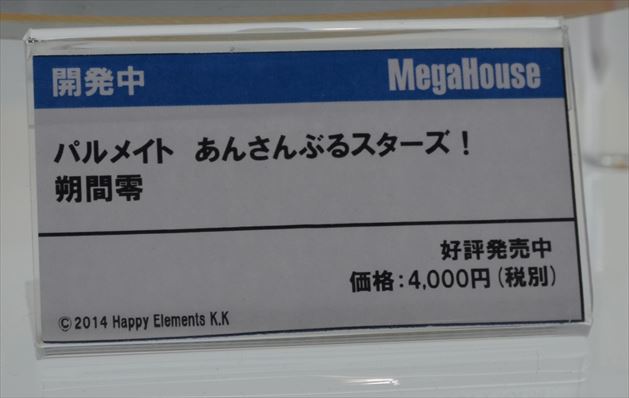 開発中 MegaHouse
パルメイト あんさんぶるスターズ！
朔間零
好評発売中
価格：4,000円（税別）
©2014 Happy Elements K.K